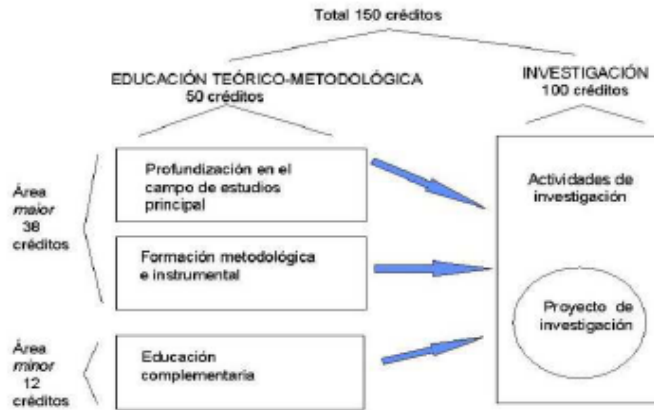 Total 150 créditos
EDUCACIÓN TEÓRICO-METODOLÓGICA
50 créditos
INVESTIGACIÓN
100 créditos
Área
maior
38
créditos
Profundización en el
campo de estudios
principal
Formación metodológica
e instrumental
Área
minor
12
créditos
Educación
complementaria
Actividades de
investigación
Proyecto de
investigación